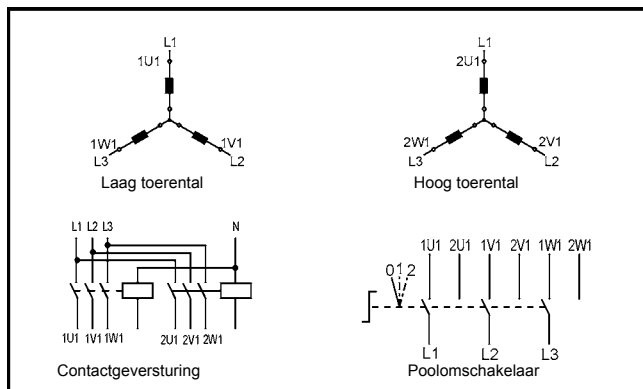 L1
1U1
1W1
1V1
L3
L2
Laag toerental
L1
2U1
2W1
2V1
L3
L2
Hoog toerental
L1 L2 L3 N
1U1 1V1 1W1 2U1 2V1 2W1
Contactgeversturing
1U1 2U1 1V1 2V1 1W1 2W1
0 1 2
L1 L2 L3
Poolomschakelaar